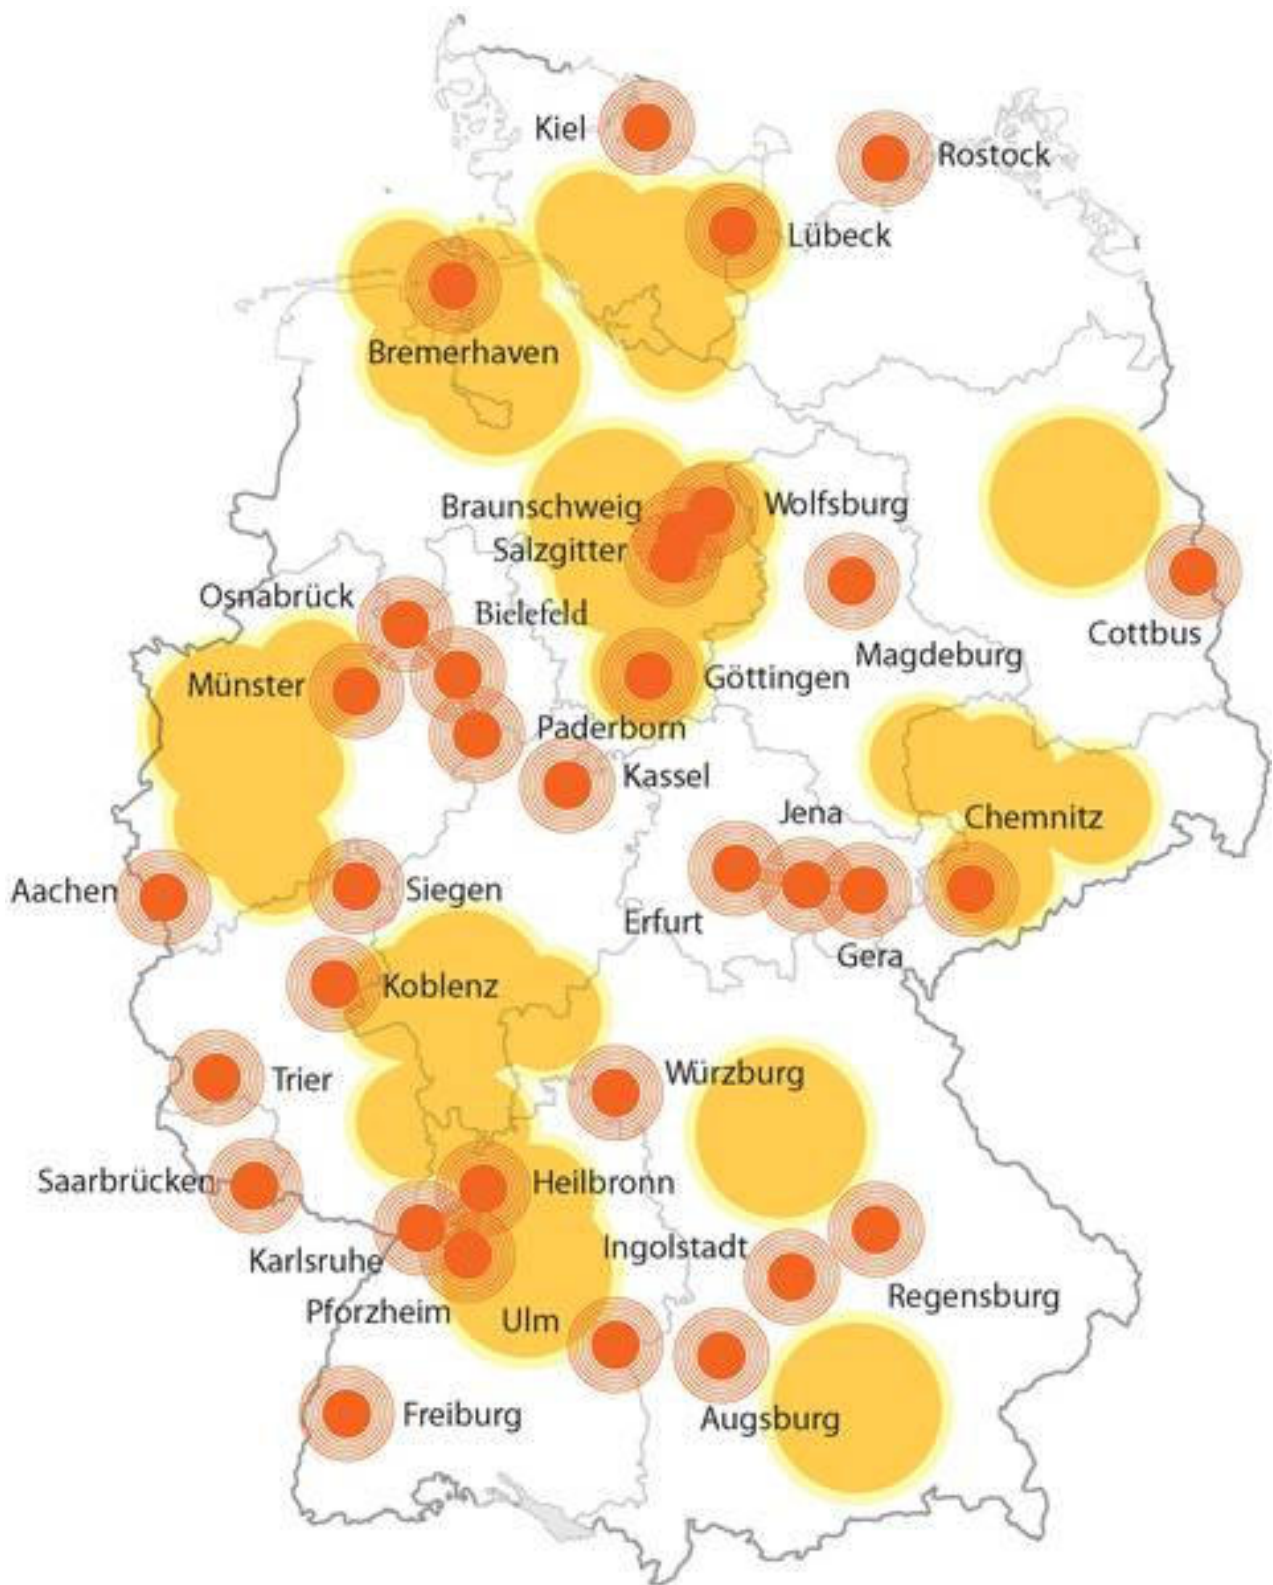 Kiel
Rostock
Lübeck
Bremerhaven
Braunschweig
Wolfsburg
Salzgitter
Osnabrück
Bielefeld
Cottbus
Magdeburg
Münster
Göttingen
Paderborn
Kassel
Jena
Chemnitz
Aachen
Siegen
Erfurt
Gera
Koblenz
Trier
Würzburg
Saarbrücken
Heilbronn
Karlsruhe
Ingolstadt
Regensburg
Pforzheim
Ulm
Freiburg
Augsburg